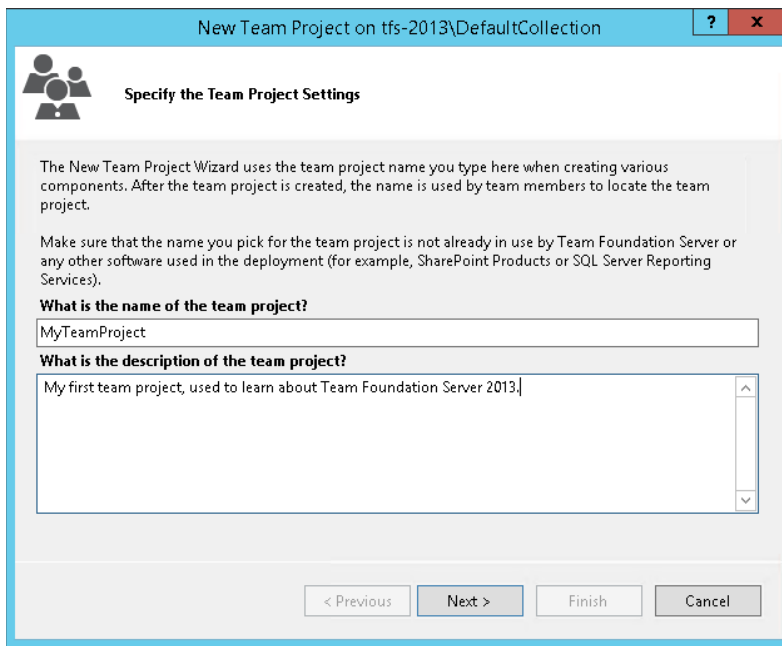 New Team Project on tfs-2013\DefaultCollection
? x
Specify the Team Project Settings
The New Team Project Wizard uses the team project name you type here when creating various
components. After the team project is created, the name is used by team members to locate the team
project.
Make sure that the name you pick for the team project is not already in use by Team Foundation Server or
any other software used in the deployment (for example, SharePoint Products or SQL Server Reporting
Services).
What is the name of the team project?
MyTeamProject
What is the description of the team project?
My first team project, used to learn about Team Foundation Server 2013.
< Previous Next > Finish Cancel